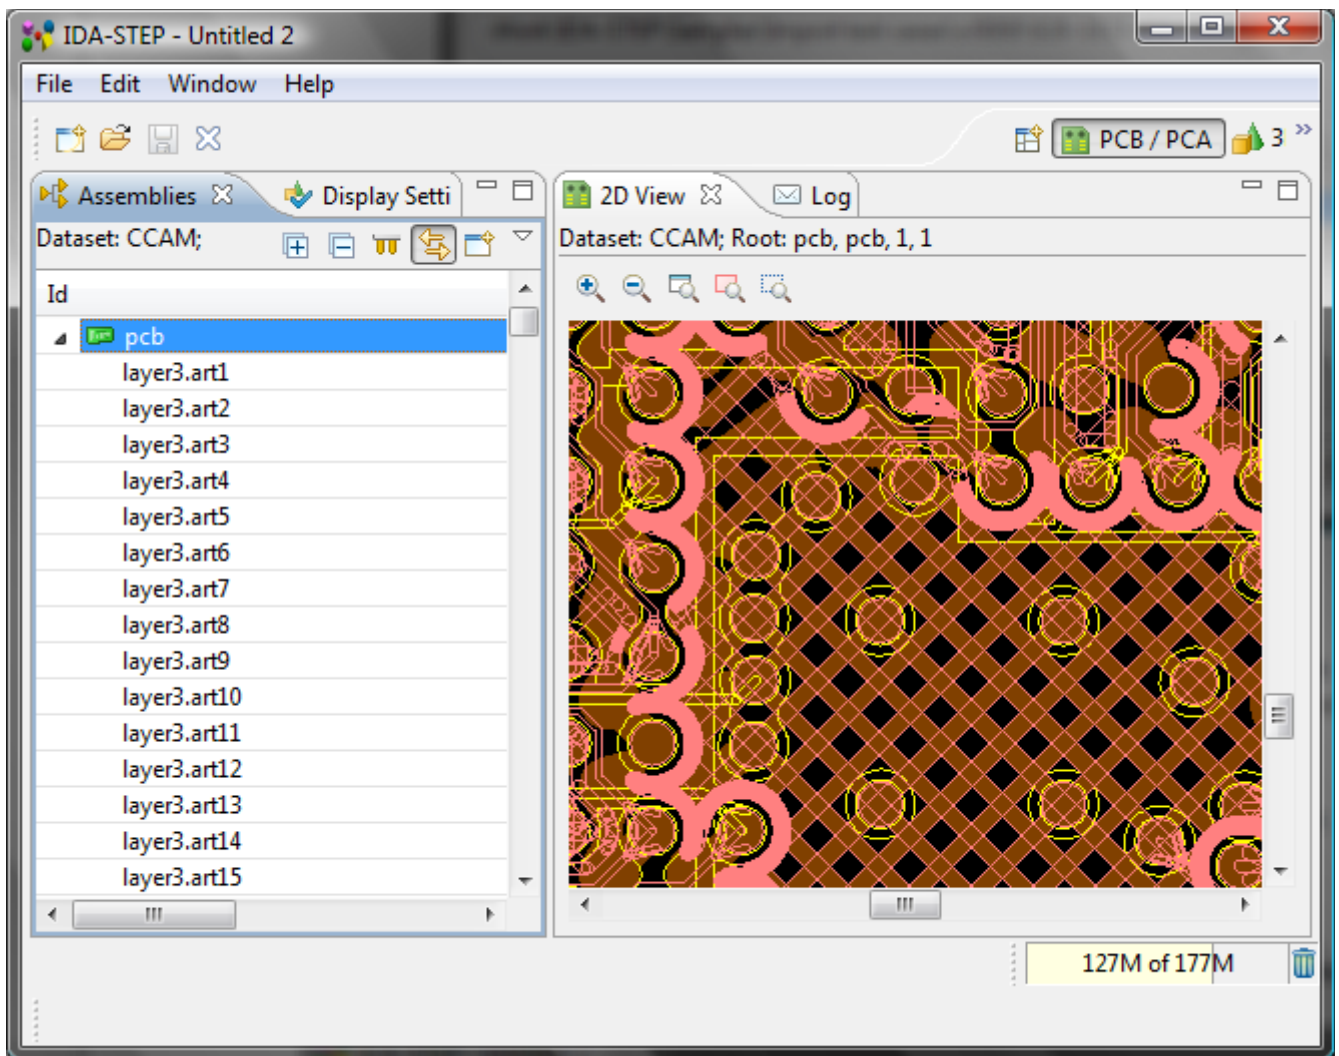 IDA-STEP - Untitled 2
File Edit Window Help
PCB / PCA 3
Assemblies Display Setti
Dataset: CCAM;
Id
pcb
layer3.art1
layer3.art2
layer3.art3
layer3.art4
layer3.art5
layer3.art6
layer3.art7
layer3.art8
layer3.art9
layer3.art10
layer3.art11
layer3.art12
layer3.art13
layer3.art14
layer3.art15
2D View Log
Dataset: CCAM; Root: pcb, pcb, 1, 1
127M of 177M